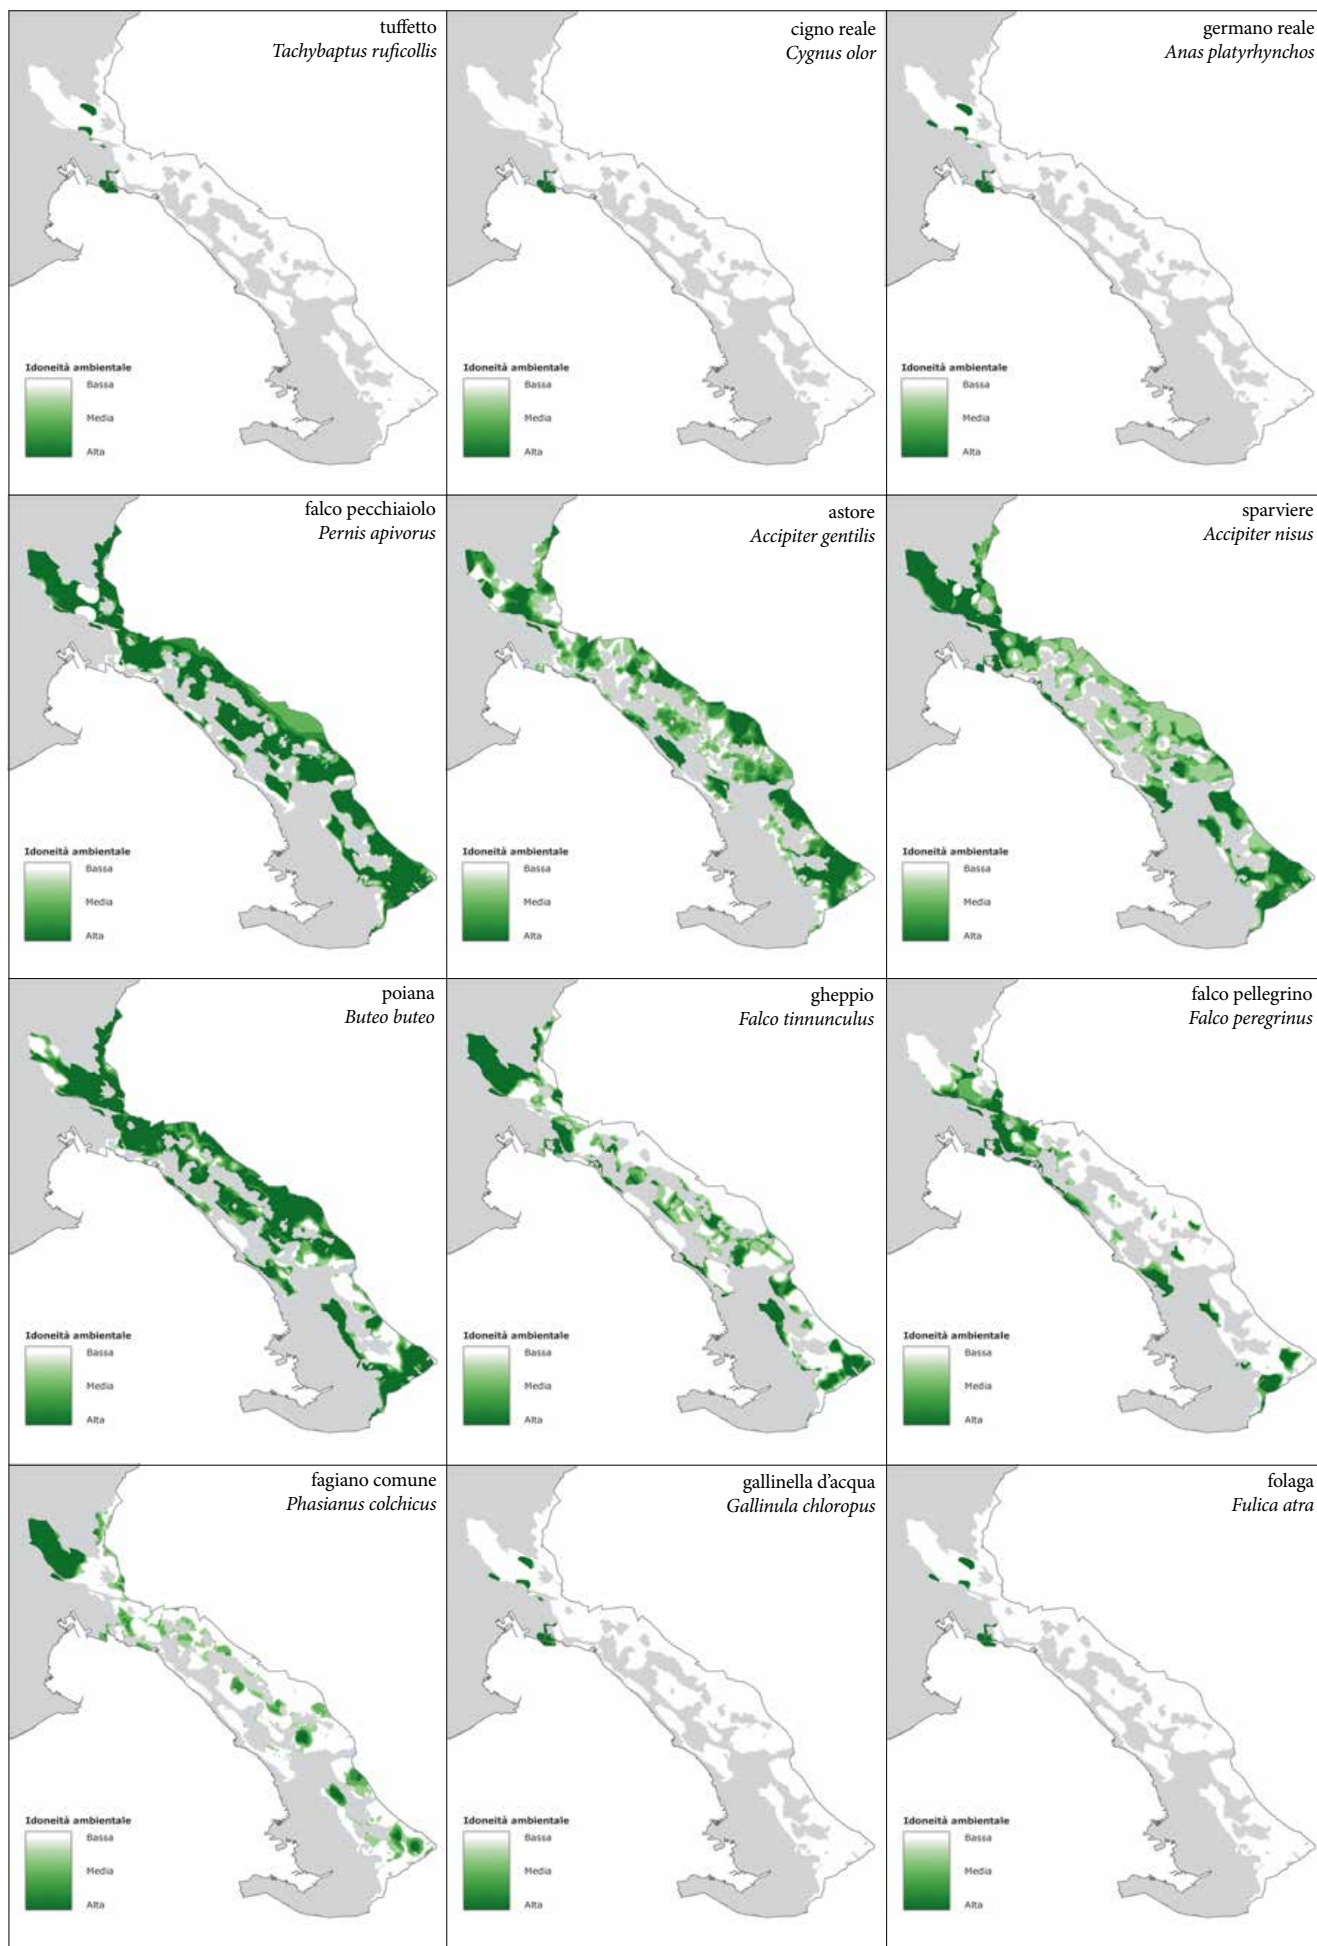 tuffetto
Tachybaptus ruficollis
Idoneità ambientale
Bassa
Media
Alta
cigno reale
Cygnus olor
Idoneità ambientale
Bassa
Media
Alta
germano reale
Anas platyrhynchos
Idoneità ambientale
Bassa
Media
Alta
falco pecchiaiolo
Pernis apivorus
Idoneità ambientale
Bassa
Media
Alta
astore
Accipiter gentilis
Idoneità ambientale
Bassa
Media
Alta
sparviere
Accipiter nisus
Idoneità ambientale
Bassa
Media
Alta
poiana
Buteo buteo
Idoneità ambientale
Bassa
Media
Alta
gheppio
Falco tinnunculus
Idoneità ambientale
Bassa
Media
Alta
falco pellegrino
Falco peregrinus
Idoneità ambientale
Bassa
Media
Alta
fagiano comune
Phasianus colchicus
Idoneità ambientale
Bassa
Media
Alta
gallinella d'acqua
Gallinula chloropus
Idoneità ambientale
Bassa
Media
Alta
folaga
Fulica atra
Idoneità ambientale
Bassa
Media
Alta